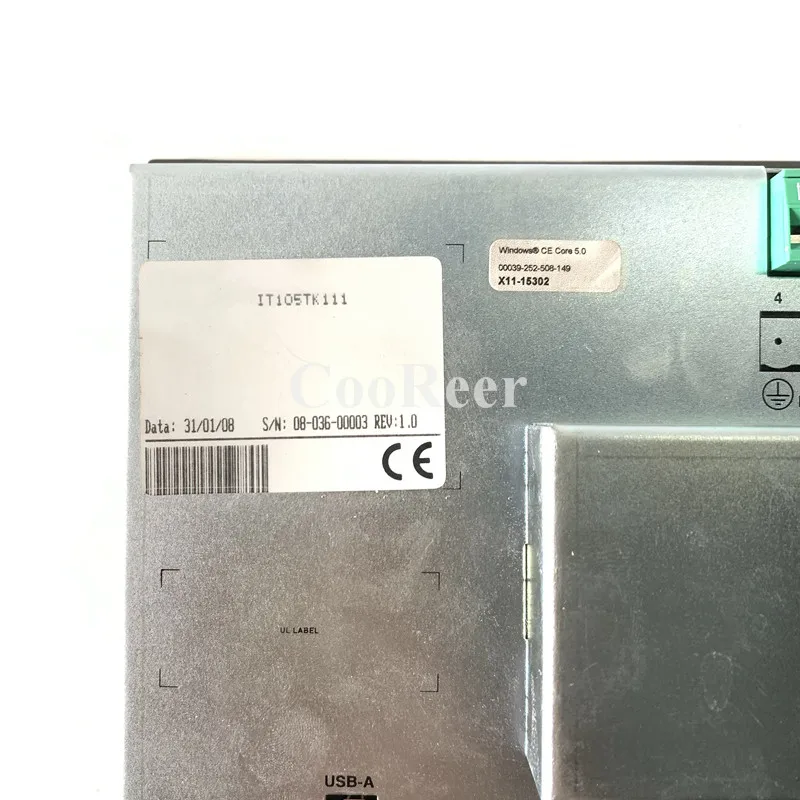 Windows® CE Core 5.0
00039-252-508-149
X11-15302
IT105TK111
4
CooReer
Data: 31/01/08 S/N: 08-036-00003 REV:1.0
CE
UL LABEL
USB-A